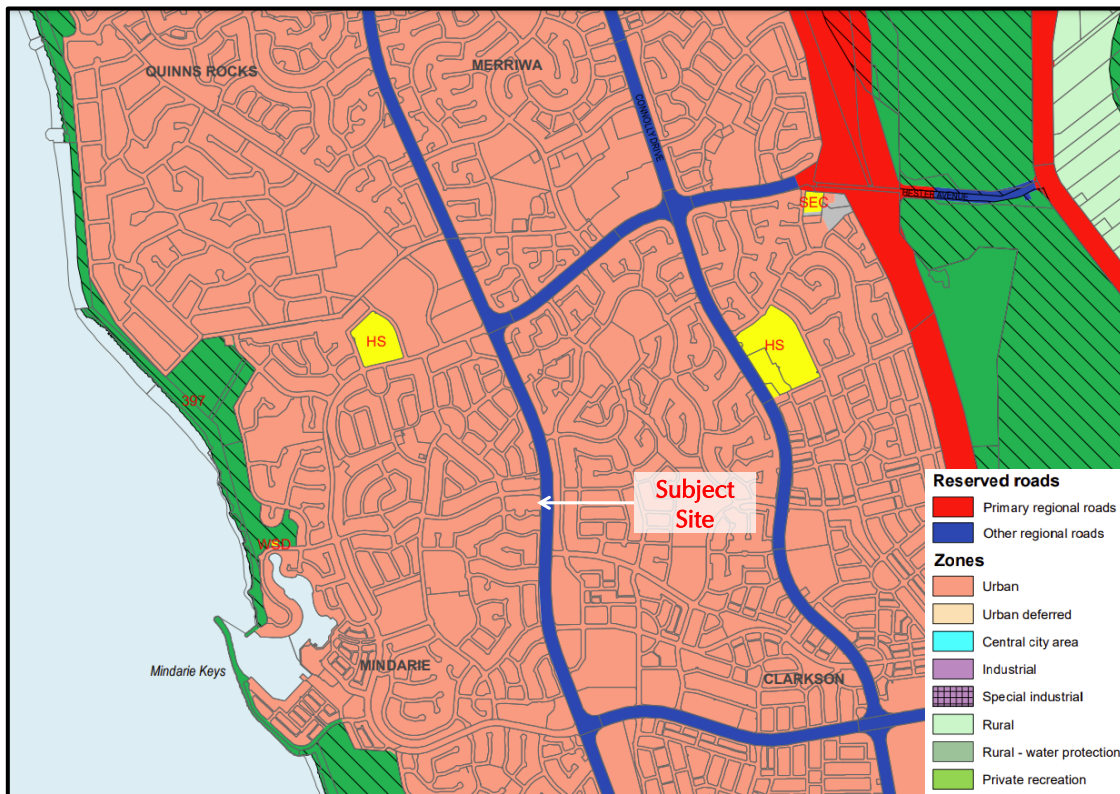 QUINNS ROCKS
MERRIWA
CONNOLLY DRIVE
HESTER AVENUE
SEC
HS
HS
397
Subject
Site
WSD
Mindarie Keys
MINDARIE
CLARKSON
Reserved roads
Primary regional roads
Other regional roads
Zones
Urban
Urban deferred
Central city area
Industrial
Special industrial
Rural
Rural - water protection
Private recreation